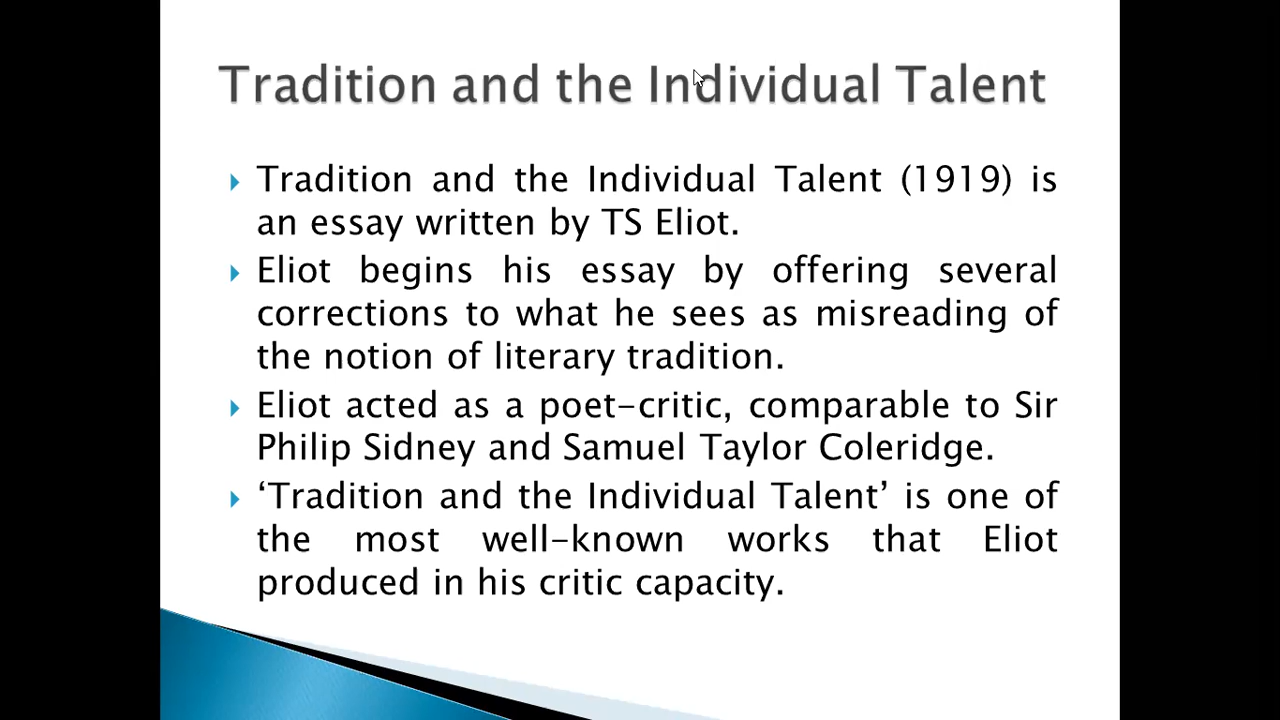 Tradition and the Individual Talent
Tradition and the Individual Talent (1919) is
an essay written by TS Eliot.
Eliot begins his essay by offering several
corrections to what he sees as misreading of
the notion of literary tradition.
Eliot acted as a poet-critic, comparable to Sir
Philip Sidney and Samuel Taylor Coleridge.
‘Tradition and the Individual Talent’ is one of
the most well-known works that Eliot
produced in his critic capacity.